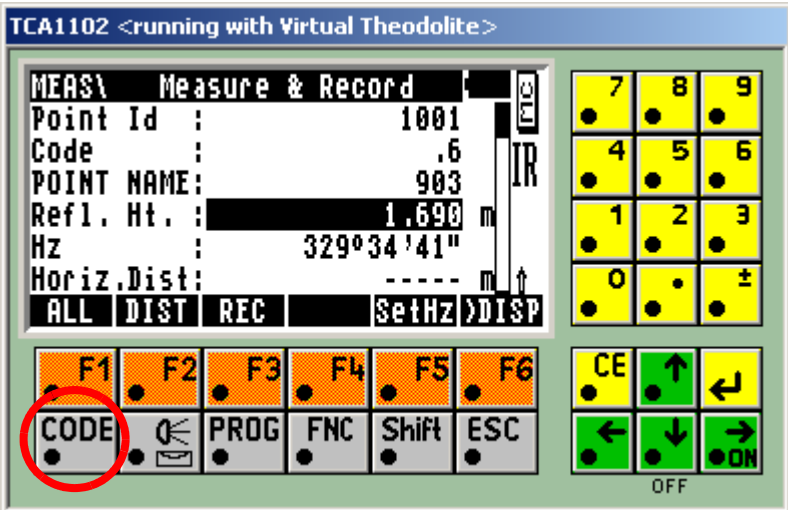 TCA1102 <running with Virtual Theodolite>
MEAS\ Measure & Record
MC
Point Id : 1001
Code : .6
IR
POINT NAME: 903
Refl. Ht. : 1.690 m
Hz : 329°34'41"
Horiz.Dist: ----- m
ALL DIST REC SetHz >DISP
7 8 9
4 5 6
1 2 3
0 . ±
F1 F2 F3 F4 F5 F6
CE ↑ ↵
CODE PROG FNC Shift ESC
← ↓ → ON
OFF